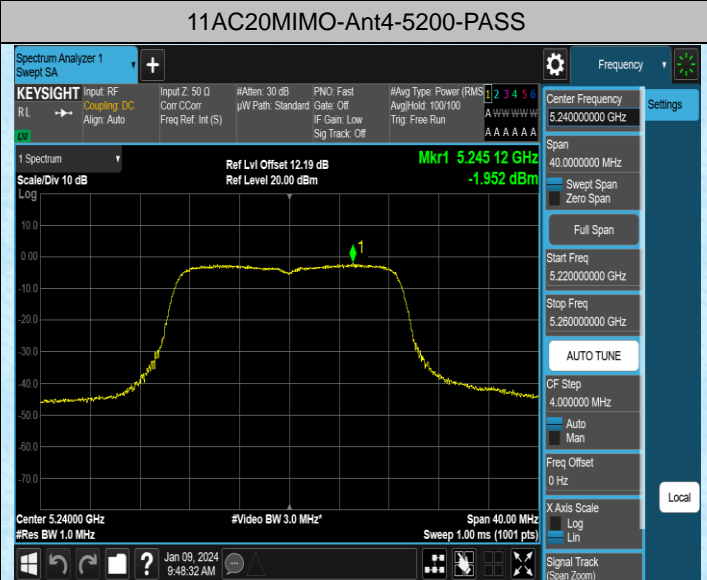 11AC20MIMO-Ant4-5200-PASS
Spectrum Analyzer 1
Swept SA
Frequency
KEYSIGHT
RL
Input: RF
Coupling: DC
Align: Auto
Input Z: 50 Ω
Corr CCorr
Freq Ref: Int (S)
#Atten: 30 dB
µW Path: Standard
PNO: Fast
Gate: Off
IF Gain: Low
Sig Track: Off
#Avg Type: Power (RMS
Avg|Hold: 100/100
Trig: Free Run
1 2 3 4 5 6
A W W W W W
A A A A A A
LXI
1 Spectrum
Scale/Div 10 dB
Log
Ref Lvl Offset 12.19 dB
Ref Level 20.00 dBm
Mkr1 5.245 12 GHz
-1.952 dBm
10.0
0.00
-10.0
-20.0
-30.0
-40.0
-50.0
-60.0
-70.0
1
Center 5.24000 GHz
#Res BW 1.0 MHz
#Video BW 3.0 MHz*
Span 40.00 MHz
Sweep 1.00 ms (1001 pts)
Center Frequency
5.240000000 GHz
Settings
Span
40.0000000 MHz
Swept Span
Zero Span
Full Span
Start Freq
5.220000000 GHz
Stop Freq
5.260000000 GHz
AUTO TUNE
CF Step
4.000000 MHz
Auto
Man
Freq Offset
0 Hz
X Axis Scale
Log
Lin
Signal Track
(Span Zoom)
Local
?
Jan 09, 2024
9:48:32 AM